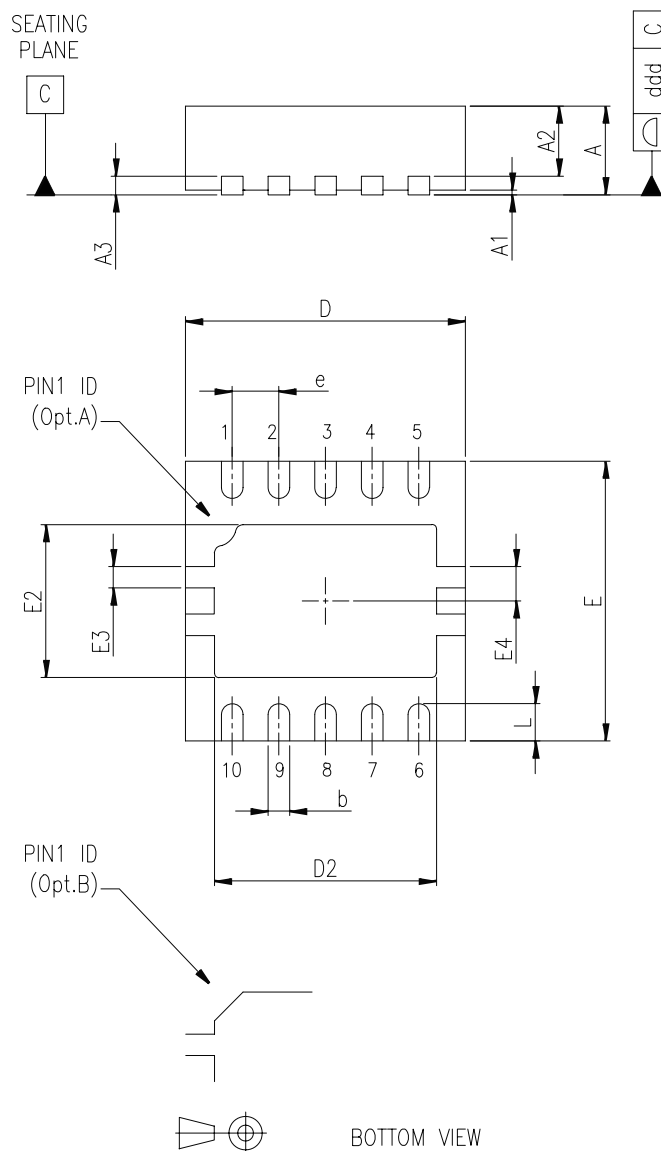 SEATING
PLANE
C
C
ddd
A2
A
A3
A1
D
PIN1 ID
(Opt.A)
e
1 2 3 4 5
E2
E3
E4
E
L
10 9 8 7 6
b
D2
PIN1 ID
(Opt.B)
BOTTOM VIEW